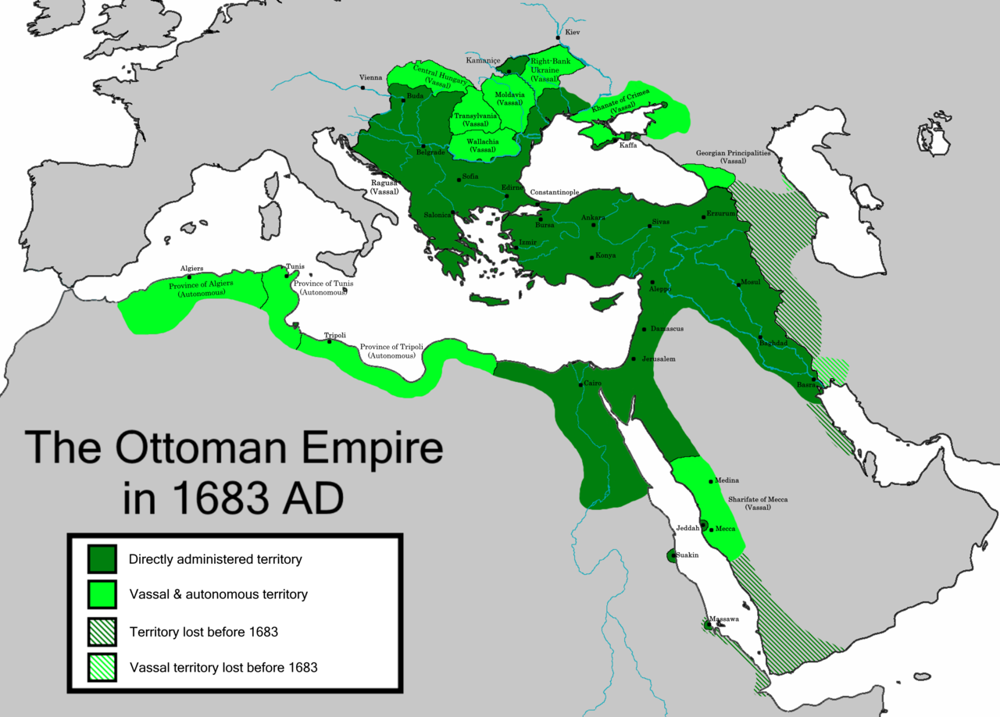 Kiev
Kamaniçe
Right-Bank
Ukraine
(Vassal)
Central Hungary
(Vassal)
Vienna
Buda
Moldavia
(Vassal)
Khanate of Crimea
(Vassal)
Transylvania
(Vassal)
Wallachia
(Vassal)
Kaffa
Belgrade
Georgian Principalities
(Vassal)
Ragusa
(Vassal)
Sofia
Edirne
Constantinople
Salonica
Bursa
Ankara
Sivas
Erzurum
Izmir
Konya
Algiers
Tunis
Province of Algiers
(Autonomous)
Province of Tunis
(Autonomous)
Aleppo
Mosul
Tripoli
Province of Tripoli
(Autonomous)
Damascus
Baghdad
Jerusalem
Cairo
Basra
The Ottoman Empire
in 1683 AD
Medina
Sharifate of Mecca
(Vassal)
Jeddah
Mecca
Suakin
Massawa
Directly administered territory
Vassal & autonomous territory
Territory lost before 1683
Vassal territory lost before 1683